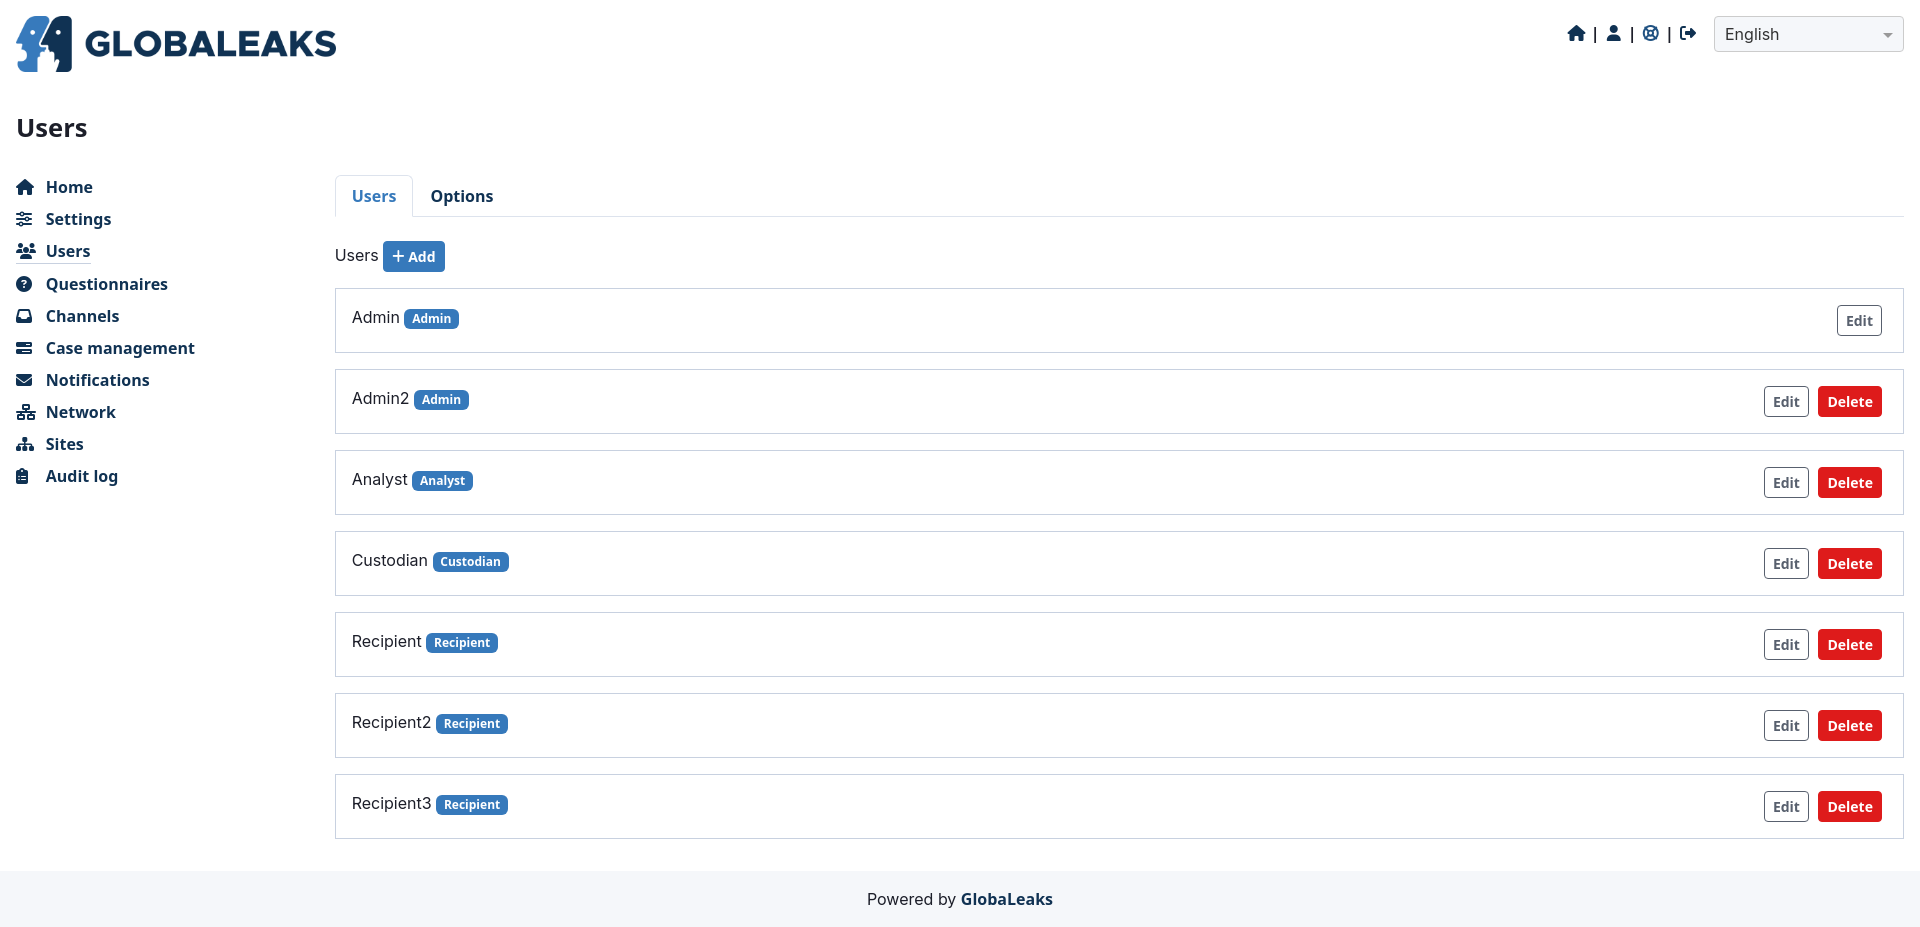 GLOBALEAKS
| | |
English
Users
Home
Settings
Users
Questionnaires
Channels
Case management
Notifications
Network
Sites
Audit log
Users Options
Users + Add
Admin Admin Edit
Admin2 Admin Edit Delete
Analyst Analyst Edit Delete
Custodian Custodian Edit Delete
Recipient Recipient Edit Delete
Recipient2 Recipient Edit Delete
Recipient3 Recipient Edit Delete
Powered by GlobaLeaks